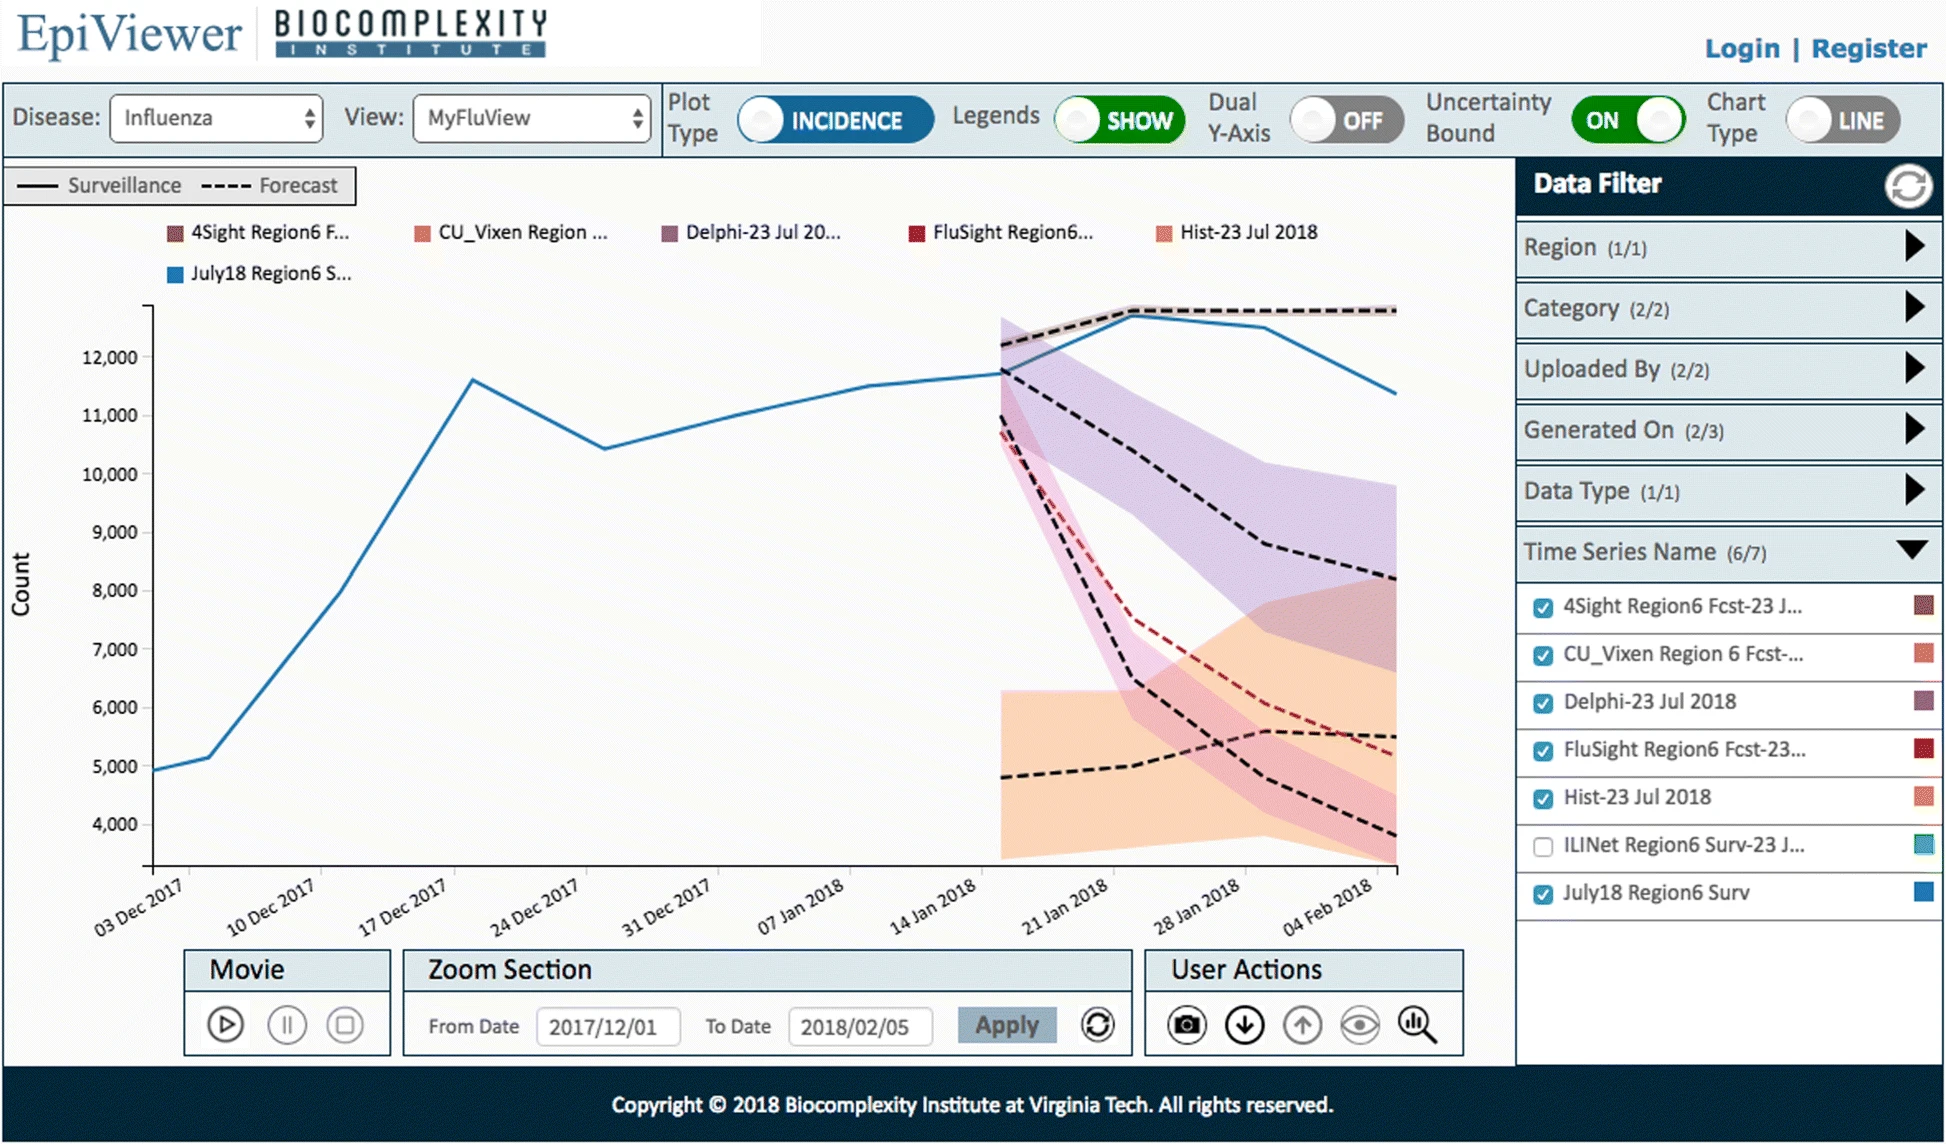 EpiViewer
BIOCOMPLEXITY
INSTITUTE
Login | Register
Disease: Influenza
View: MyFluView
Plot Type INCIDENCE
Legends SHOW
Dual Y-Axis OFF
Uncertainty Bound ON
Chart Type LINE
Surveillance Forecast
4Sight Region6 F... CU_Vixen Region ... Delphi-23 Jul 20... FluSight Region6... Hist-23 Jul 2018
July18 Region6 S...
Count
12,000
11,000
10,000
9,000
8,000
7,000
6,000
5,000
4,000
03 Dec 2017
10 Dec 2017
17 Dec 2017
24 Dec 2017
31 Dec 2017
07 Jan 2018
14 Jan 2018
21 Jan 2018
28 Jan 2018
04 Feb 2018
Data Filter
Region (1/1)
Category (2/2)
Uploaded By (2/2)
Generated On (2/3)
Data Type (1/1)
Time Series Name (6/7)
4Sight Region6 Fcst-23 J...
CU_Vixen Region 6 Fcst-...
Delphi-23 Jul 2018
FluSight Region6 Fcst-23...
Hist-23 Jul 2018
ILINet Region6 Surv-23 J...
July18 Region6 Surv
Movie
Zoom Section
From Date 2017/12/01 To Date 2018/02/05 Apply
User Actions
Copyright © 2018 Biocomplexity Institute at Virginia Tech. All rights reserved.